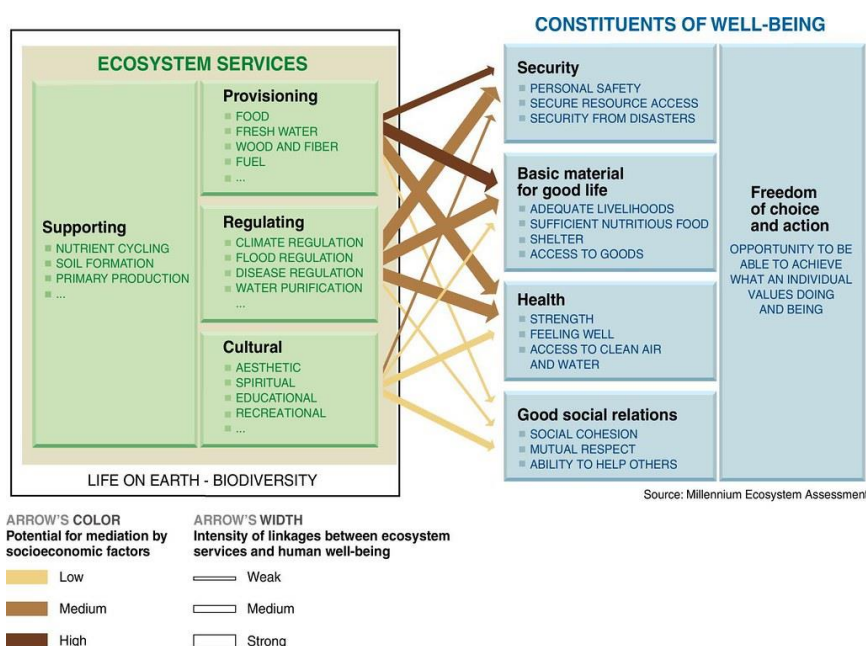 CONSTITUENTS OF WELL-BEING
ECOSYSTEM SERVICES
Supporting
NUTRIENT CYCLING
SOIL FORMATION
PRIMARY PRODUCTION
...
Provisioning
FOOD
FRESH WATER
WOOD AND FIBER
FUEL
...
Regulating
CLIMATE REGULATION
FLOOD REGULATION
DISEASE REGULATION
WATER PURIFICATION
...
Cultural
AESTHETIC
SPIRITUAL
EDUCATIONAL
RECREATIONAL
...
LIFE ON EARTH - BIODIVERSITY
Security
PERSONAL SAFETY
SECURE RESOURCE ACCESS
SECURITY FROM DISASTERS
Basic material
for good life
ADEQUATE LIVELIHOODS
SUFFICIENT NUTRITIOUS FOOD
SHELTER
ACCESS TO GOODS
Health
STRENGTH
FEELING WELL
ACCESS TO CLEAN AIR
AND WATER
Good social relations
SOCIAL COHESION
MUTUAL RESPECT
ABILITY TO HELP OTHERS
Freedom
of choice
and action
OPPORTUNITY TO BE
ABLE TO ACHIEVE
WHAT AN INDIVIDUAL
VALUES DOING
AND BEING
Source: Millennium Ecosystem Assessment
ARROW'S COLOR
Potential for mediation by
socioeconomic factors
Low
Medium
High
ARROW'S WIDTH
Intensity of linkages between ecosystem
services and human well-being
Weak
Medium
Strong